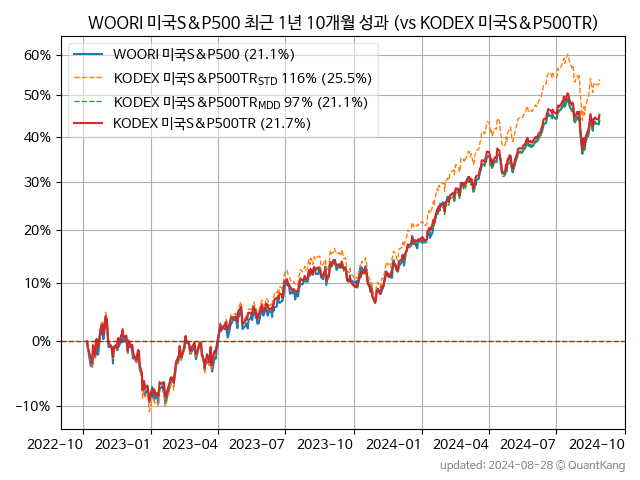 WOORI 미국S&P500 최근 1년 10개월 성과 (vs KODEX 미국S&P500TR)
WOORI 미국S&P500 (21.1%)
KODEX 미국S&P500TR_STD 116% (25.5%)
KODEX 미국S&P500TR_MDD 97% (21.1%)
KODEX 미국S&P500TR (21.7%)
60%
50%
40%
30%
20%
10%
0%
−10%
2022−10 2023−01 2023−04 2023−07 2023−10 2024−01 2024−04 2024−07 2024−10
updated: 2024-08-28 © QuantKang